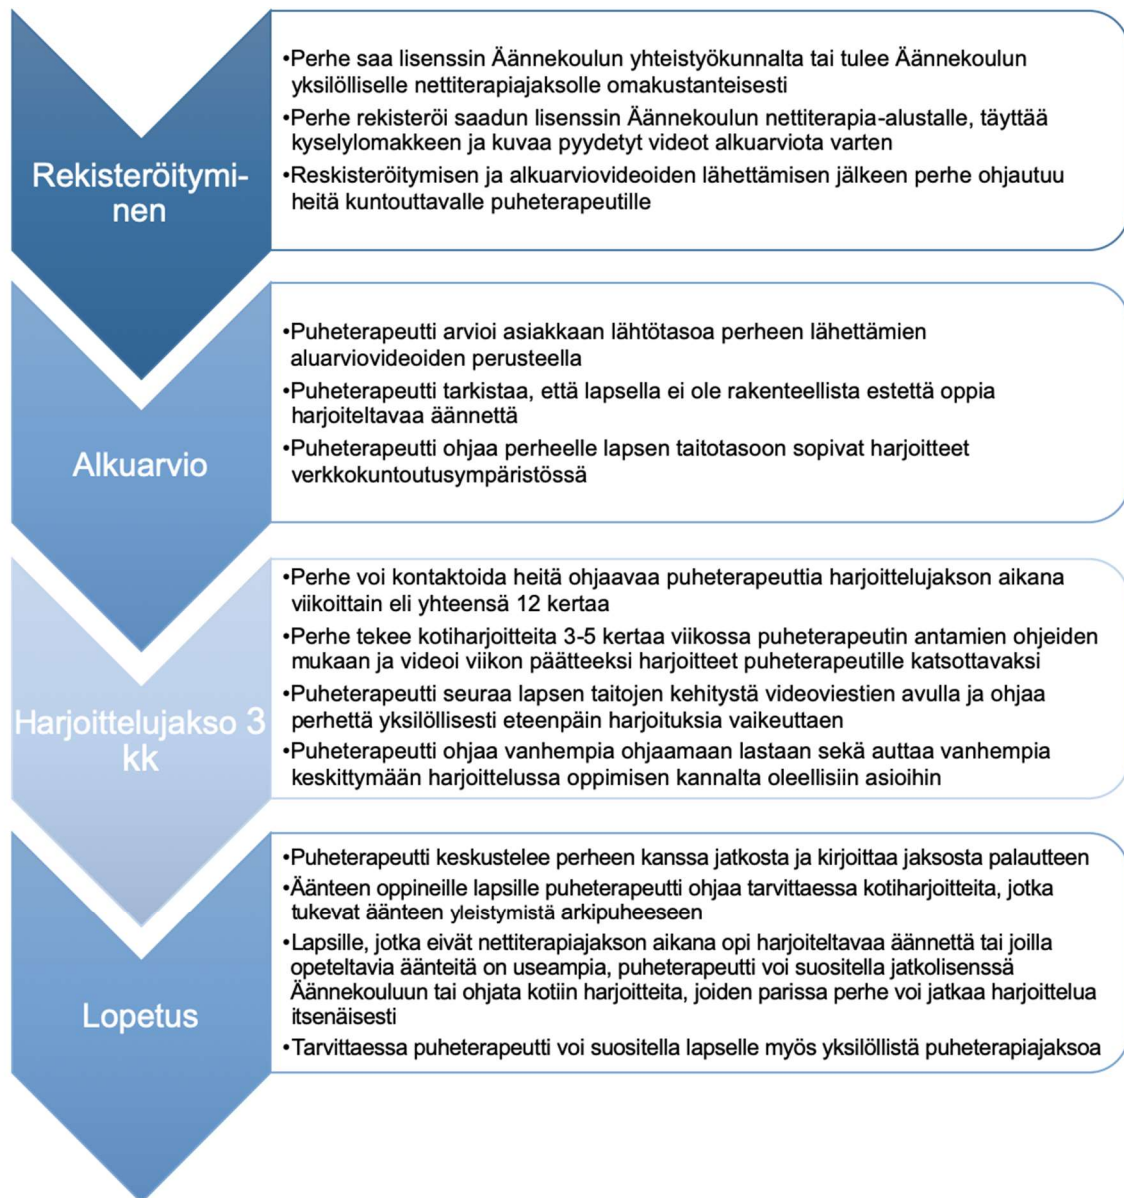 Rekisteröitymi-
nen
•Perhe saa lisenssin Äännekoulun yhteistyökunnalta tai tulee Äännekoulun
yksilölliselle nettiterapiajaksolle omakustanteisesti
•Perhe rekisteröi saadun lisenssin Äännekoulun nettiterapia-alustalle, täyttää
kyselylomakkeen ja kuvaa pyydetyt videot alkuarviota varten
•Reskisteröitymisen ja alkuarviovideoiden lähettämisen jälkeen perhe ohjautuu
heitä kuntouttavalle puheterapeutille
Alkuarvio
•Puheterapeutti arvioi asiakkaan lähtötasoa perheen lähettämien
aluarviovideoiden perusteella
•Puheterapeutti tarkistaa, että lapsella ei ole rakenteellista estettä oppia
harjoiteltavaa äännettä
•Puheterapeutti ohjaa perheelle lapsen taitotasoon sopivat harjoitteet
verkkokuntoutusympäristössä
Harjoittelujakso 3
kk
•Perhe voi kontaktoida heitä ohjaavaa puheterapeuttia harjoittelujakson aikana
viikoittain eli yhteensä 12 kertaa
•Perhe tekee kotiharjoitteita 3-5 kertaa viikossa puheterapeutin antamien ohjeiden
mukaan ja videoi viikon päätteeksi harjoitteet puheterapeutille katsottavaksi
•Puheterapeutti seuraa lapsen taitojen kehitystä videoviestien avulla ja ohjaa
perhettä yksilöllisesti eteenpäin harjoituksia vaikeuttaen
•Puheterapeutti ohjaa vanhempia ohjaamaan lastaan sekä auttaa vanhempia
keskittymään harjoittelussa oppimisen kannalta oleellisiin asioihin
Lopetus
•Puheterapeutti keskustelee perheen kanssa jatkosta ja kirjoittaa jaksosta palautteen
•Äänteen oppineille lapsille puheterapeutti ohjaa tarvittaessa kotiharjoitteita, jotka
tukevat äänteen yleistymistä arkipuheeseen
•Lapsille, jotka eivät nettiterapiajakson aikana opi harjoiteltavaa äännettä tai joilla
opeteltavia äänteitä on useampia, puheterapeutti voi suositella jatkolisenssä
Äännekouluun tai ohjata kotiin harjoitteita, joiden parissa perhe voi jatkaa harjoittelua
itsenäisesti
•Tarvittaessa puheterapeutti voi suositella lapselle myös yksilöllistä puheterapiajaksoa